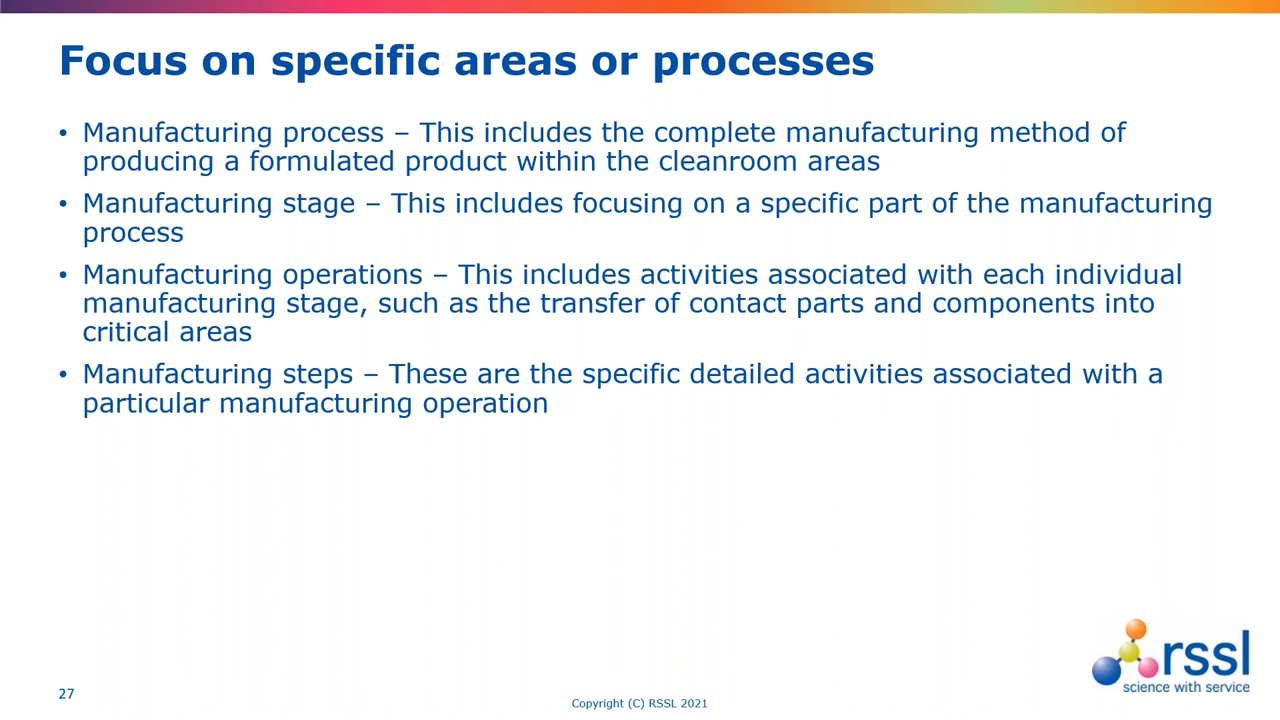 Focus on specific areas or processes
• Manufacturing process – This includes the complete manufacturing method of
producing a formulated product within the cleanroom areas
• Manufacturing stage – This includes focusing on a specific part of the manufacturing
process
• Manufacturing operations – This includes activities associated with each individual
manufacturing stage, such as the transfer of contact parts and components into
critical areas
• Manufacturing steps – These are the specific detailed activities associated with a
particular manufacturing operation
rssl
science with service
27
Copyright (C) RSSL 2021